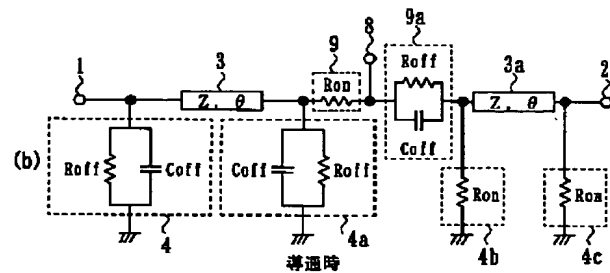 9a
1
3
9
8
Roff
3a
2
Ron
Z, θ
Coff
Z, θ
(b)
Roff
Coff
Coff
Roff
Ron
Ron
4
4a
4b
4c
導通時